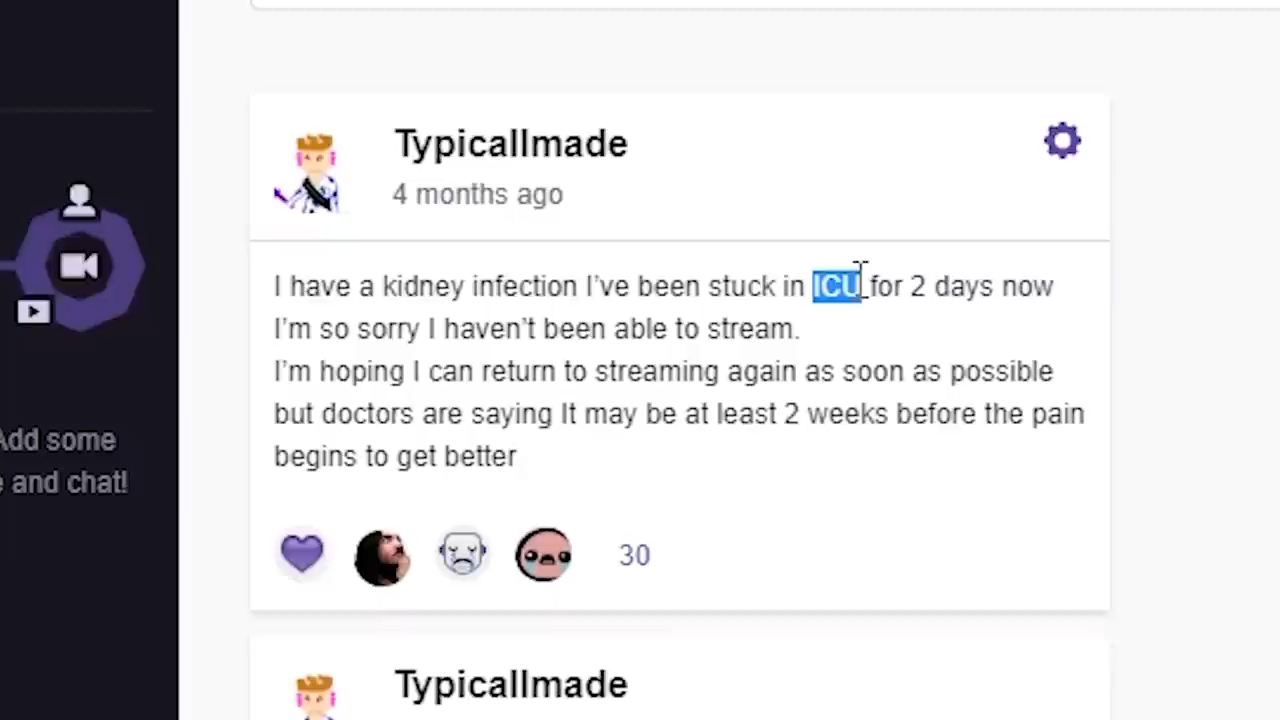 Typicallmade
4 months ago
I have a kidney infection I've been stuck in ICU for 2 days now
I'm so sorry I haven't been able to stream.
I'm hoping I can return to streaming again as soon as possible
but doctors are saying It may be at least 2 weeks before the pain
begins to get better
Add some
e and chat!
30
Typicallmade